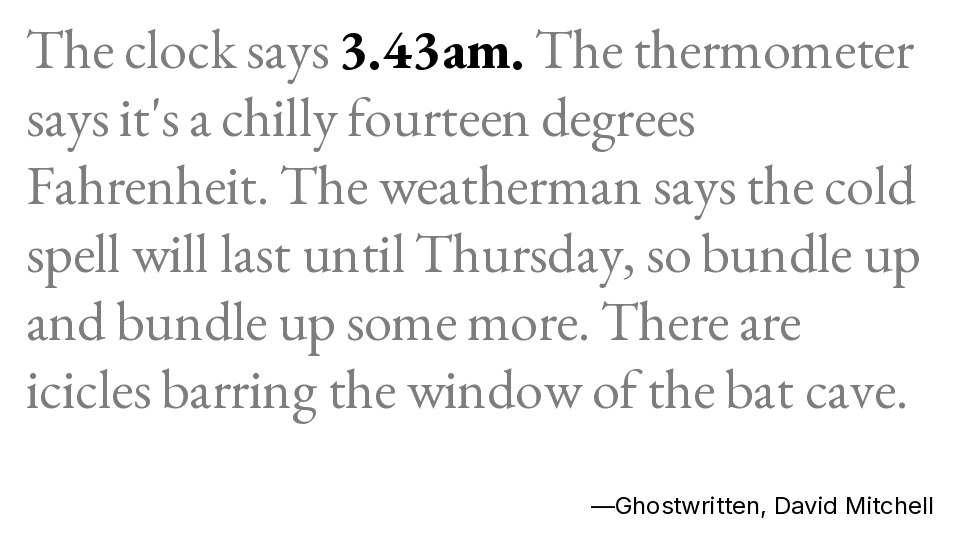 The clock says 3.43am. The thermometer
says it's a chilly fourteen degrees
Fahrenheit. The weatherman says the cold
spell will last until Thursday, so bundle up
and bundle up some more. There are
icicles barring the window of the bat cave.
—Ghostwritten, David Mitchell